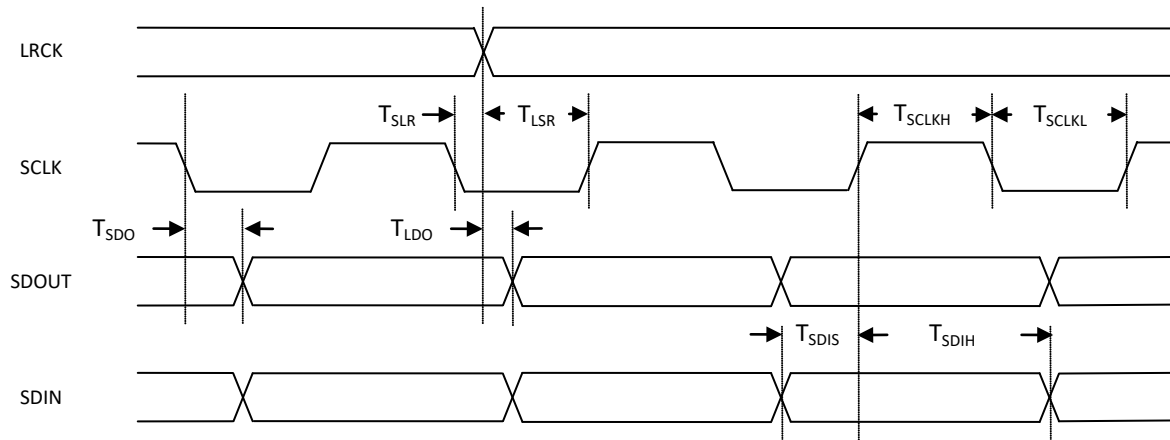 LRCK
T_SLR T_LSR T_SCLKH T_SCLKL
SCLK
T_SDO T_LDO
SDOUT
T_SDIS T_SDIH
SDIN